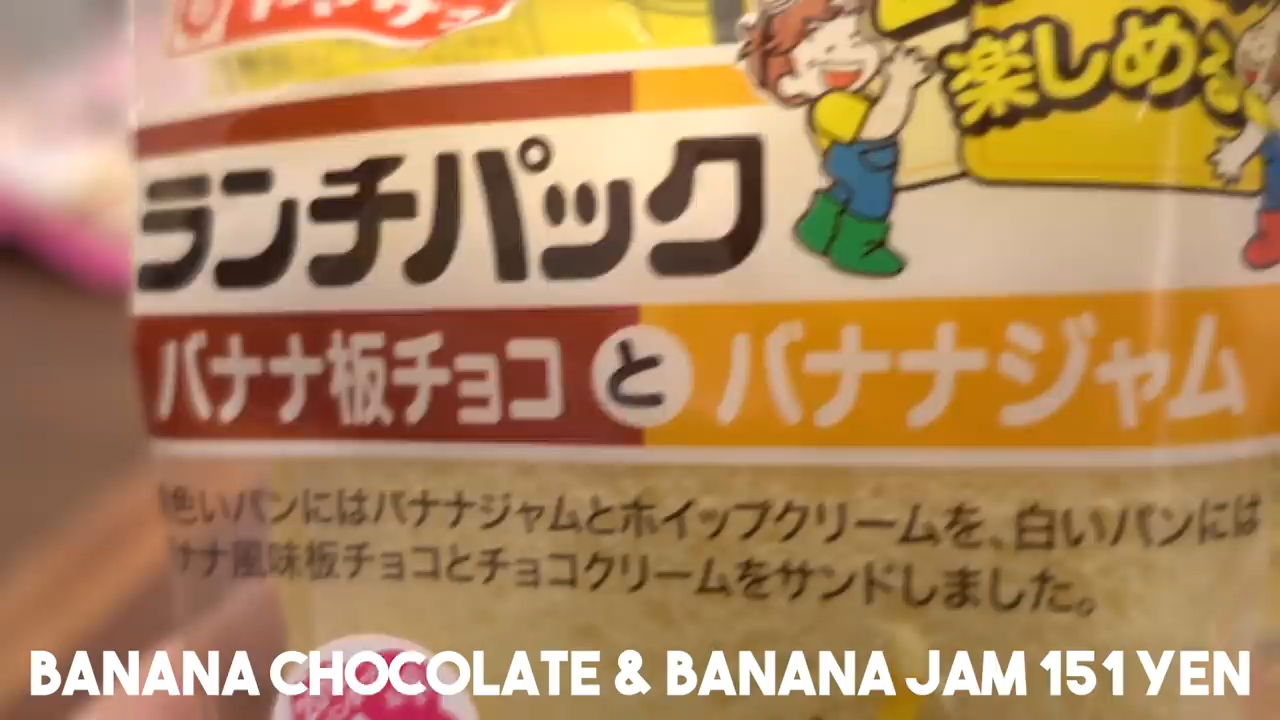 楽しめる
ランチパック
バナナ板チョコ と バナナジャム
色いパンにはバナナジャムとホイップクリームを、白いパンには
ナナ風味板チョコとチョコクリームをサンドしました。
BANANA CHOCOLATE & BANANA JAM 151 YEN